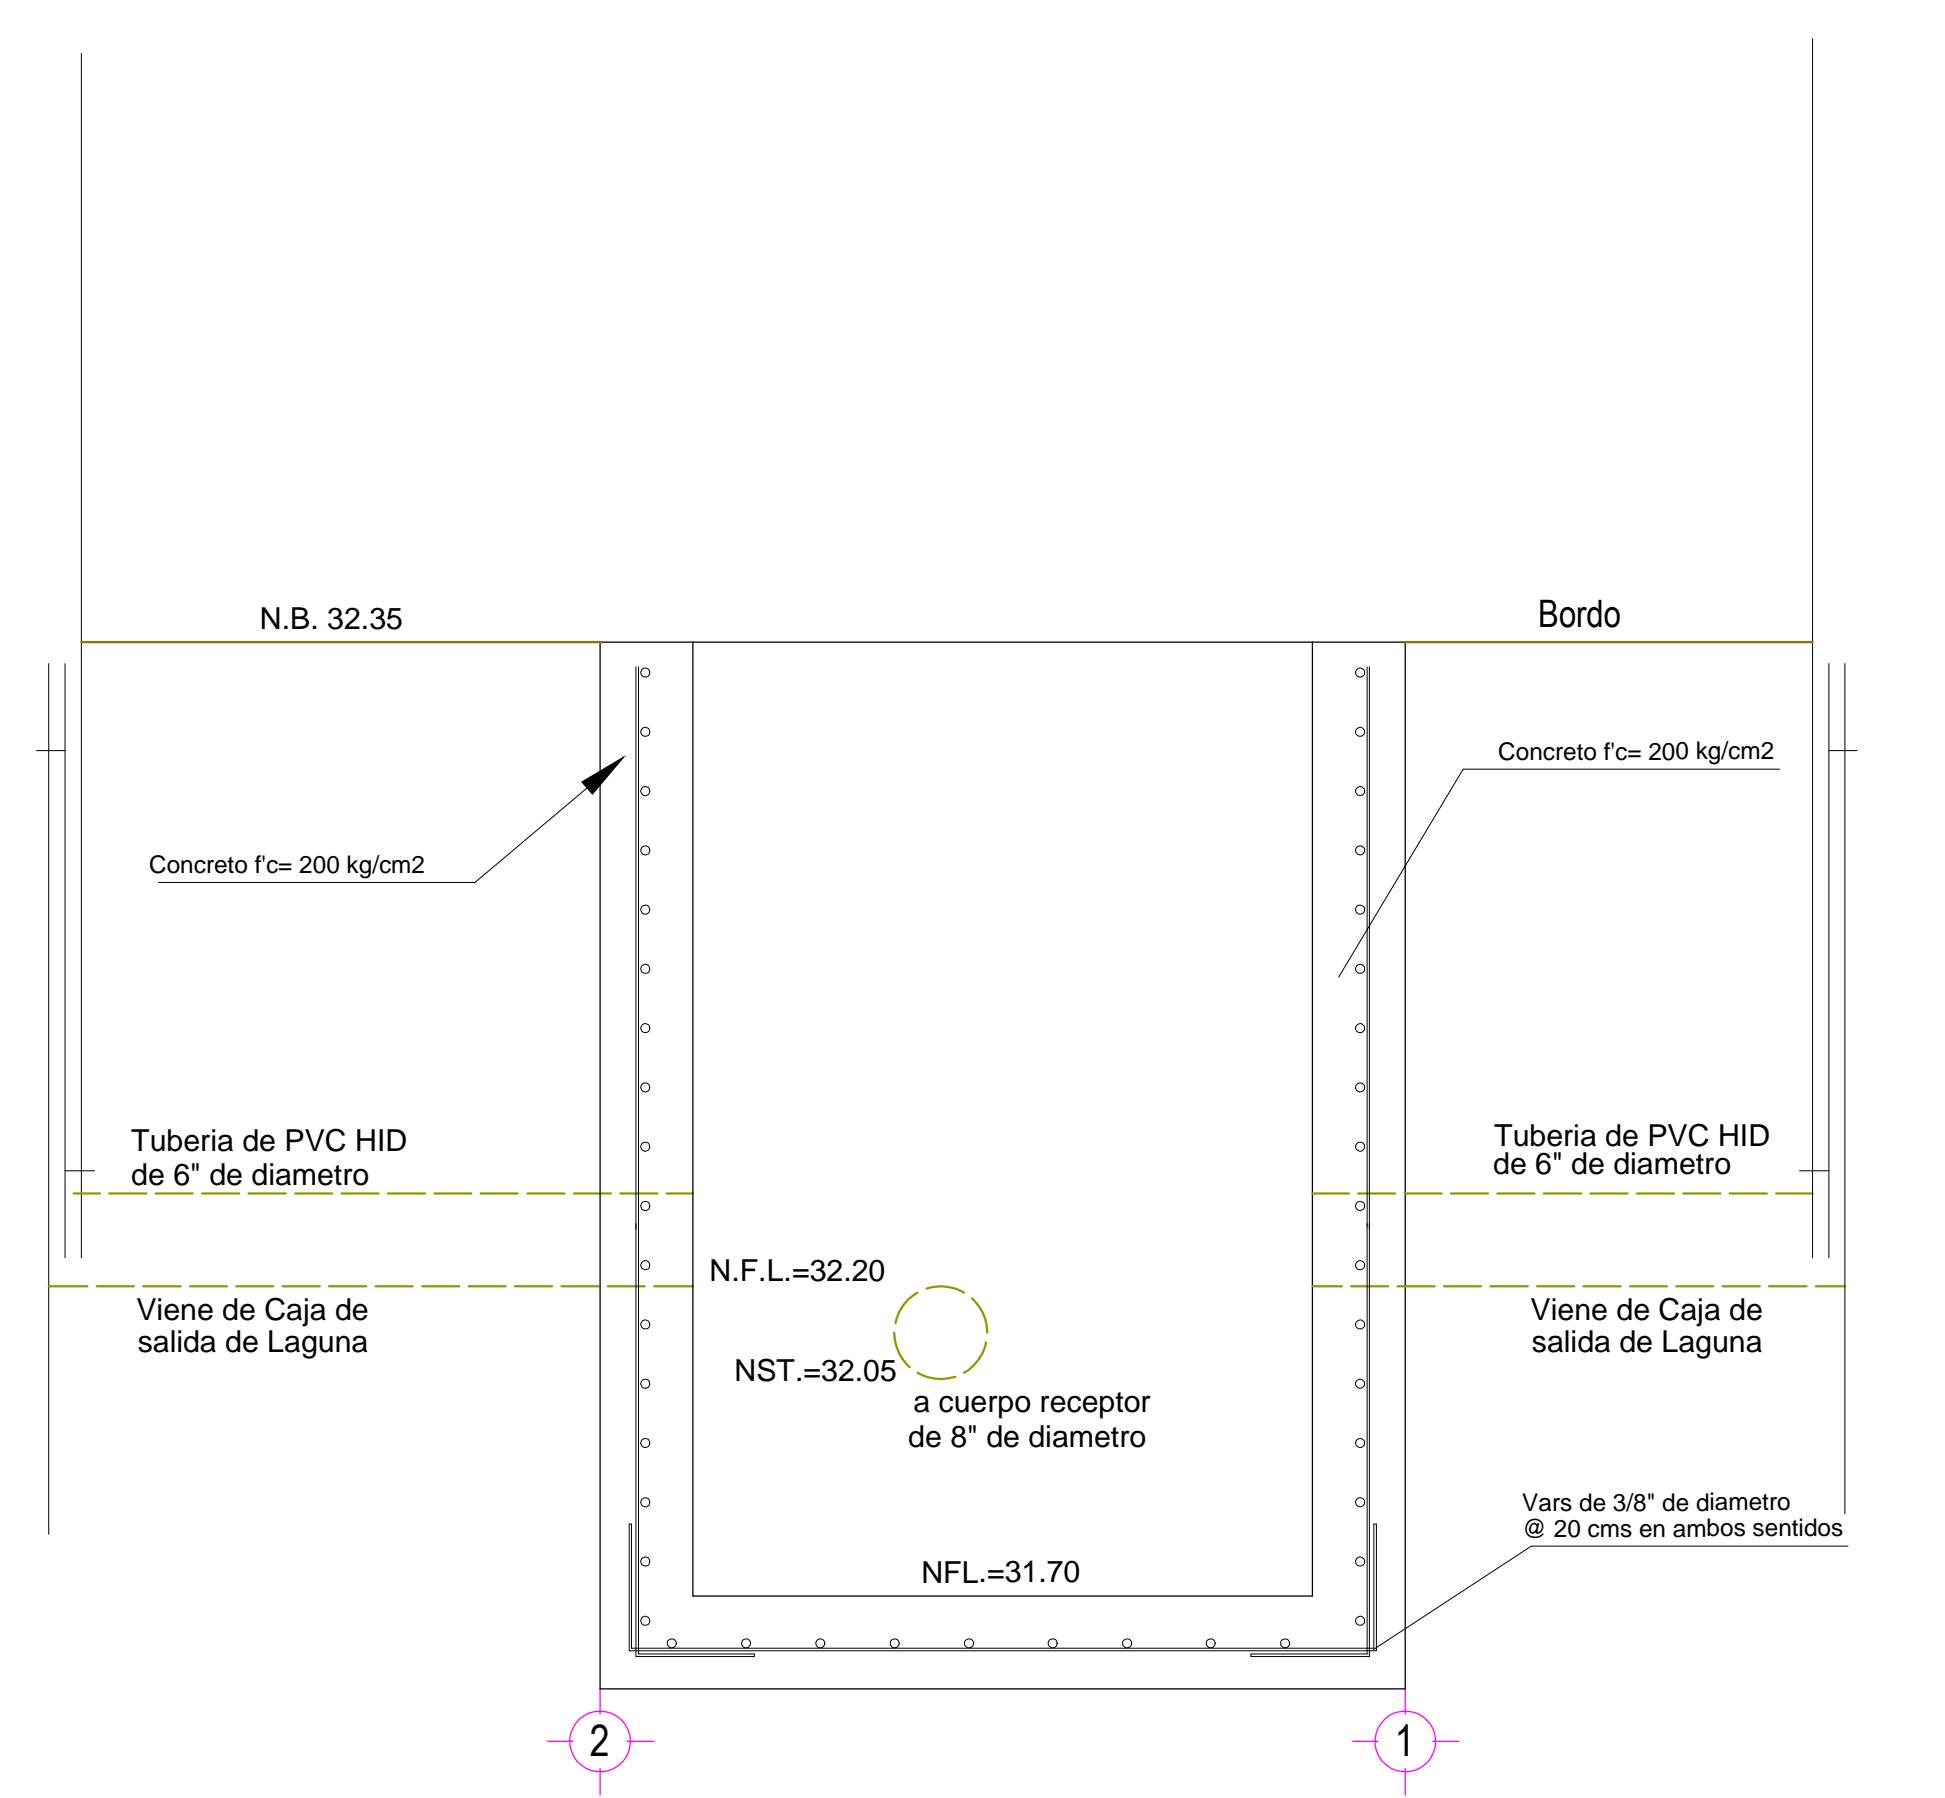 N.B. 32.35
Bordo
Concreto f'c= 200 kg/cm2
Concreto f'c= 200 kg/cm2
Tuberia de PVC HID
de 6" de diametro
Tuberia de PVC HID
de 6" de diametro
N.F.L.=32.20
Viene de Caja de
salida de Laguna
Viene de Caja de
salida de Laguna
NST.=32.05
a cuerpo receptor
de 8" de diametro
Vars de 3/8" de diametro
@ 20 cms en ambos sentidos
NFL.=31.70
2
1